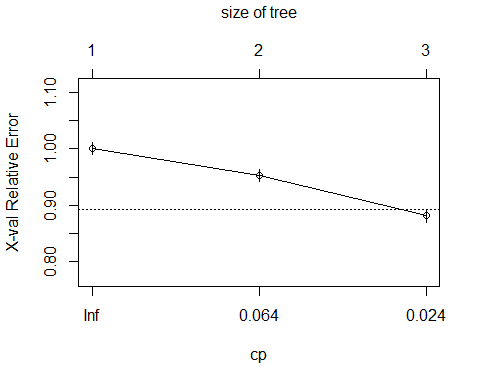 size of tree
1 2 3
X-val Relative Error
1.10
1.00
0.90
0.80
Inf 0.064 0.024
cp